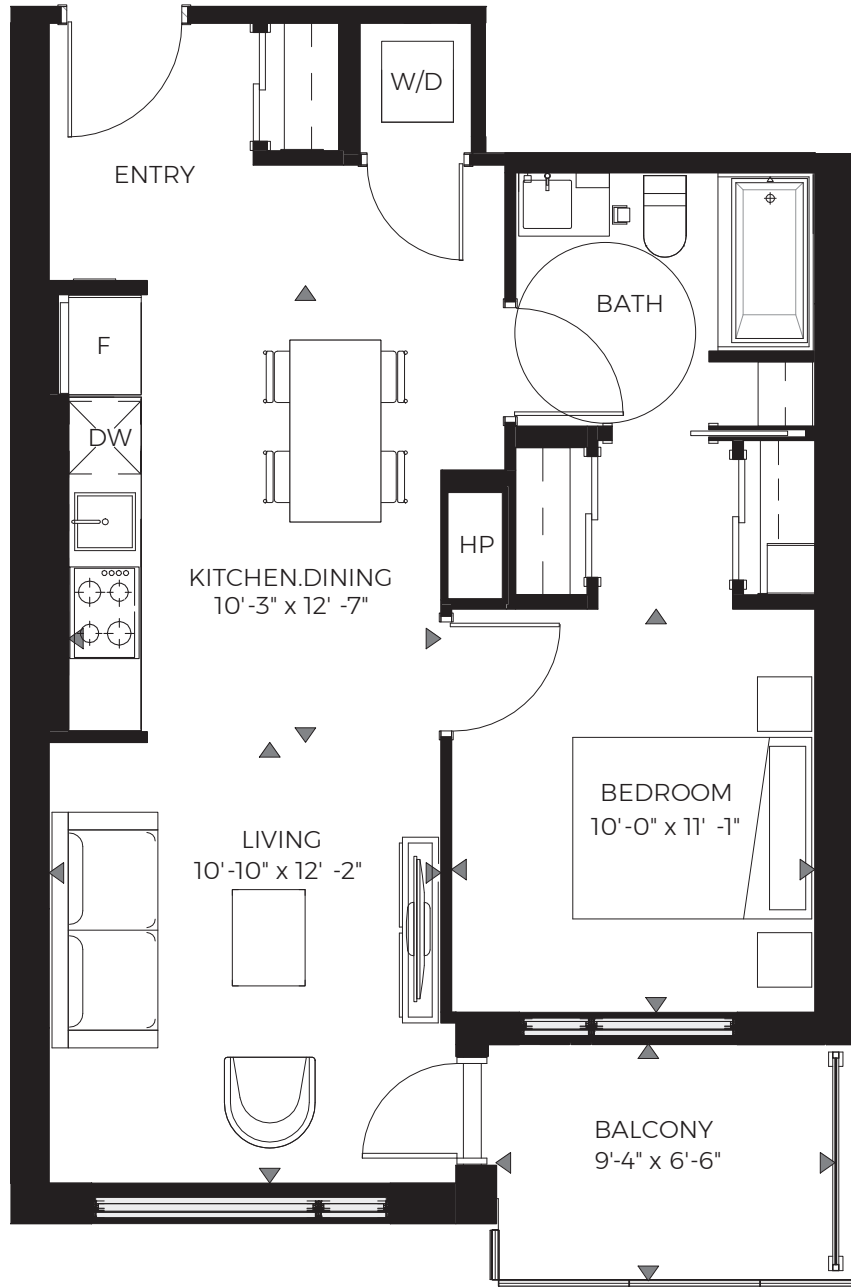 W/D
ENTRY
BATH
F
DW
HP
KITCHEN.DINING
10'-3" x 12' -7"
BEDROOM
10'-0" x 11' -1"
LIVING
10'-10" x 12' -2"
BALCONY
9'-4" x 6'-6"